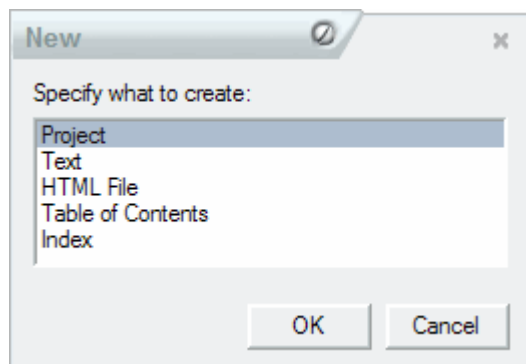 New
Specify what to create:
Project
Text
HTML File
Table of Contents
Index
OK
Cancel